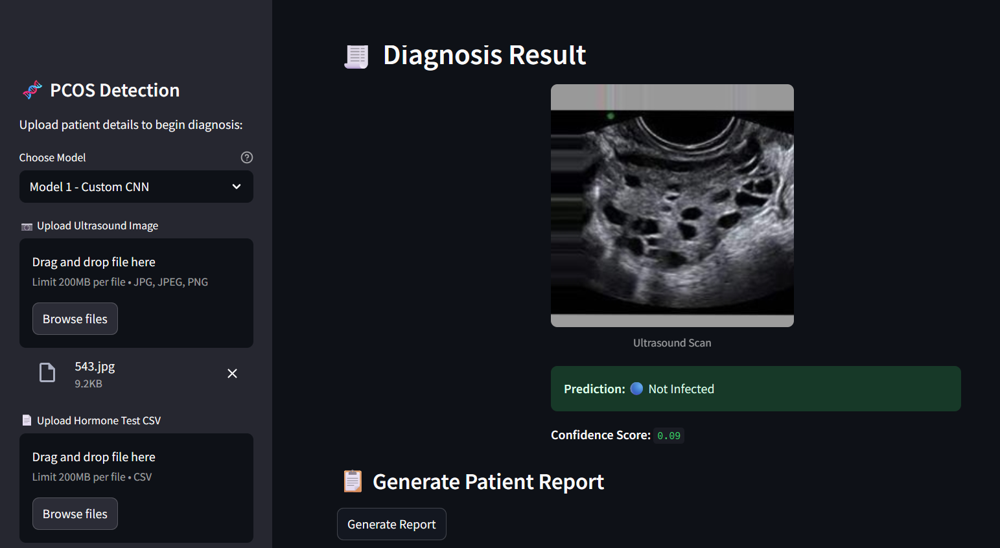 PCOS Detection
Upload patient details to begin diagnosis:
Choose Model
Model 1 - Custom CNN
Upload Ultrasound Image
Drag and drop file here
Limit 200MB per file • JPG, JPEG, PNG
Browse files
543.jpg
9.2KB
Upload Hormone Test CSV
Drag and drop file here
Limit 200MB per file • CSV
Browse files
Diagnosis Result
Ultrasound Scan
Prediction: Not Infected
Confidence Score: 0.09
Generate Patient Report
Generate Report